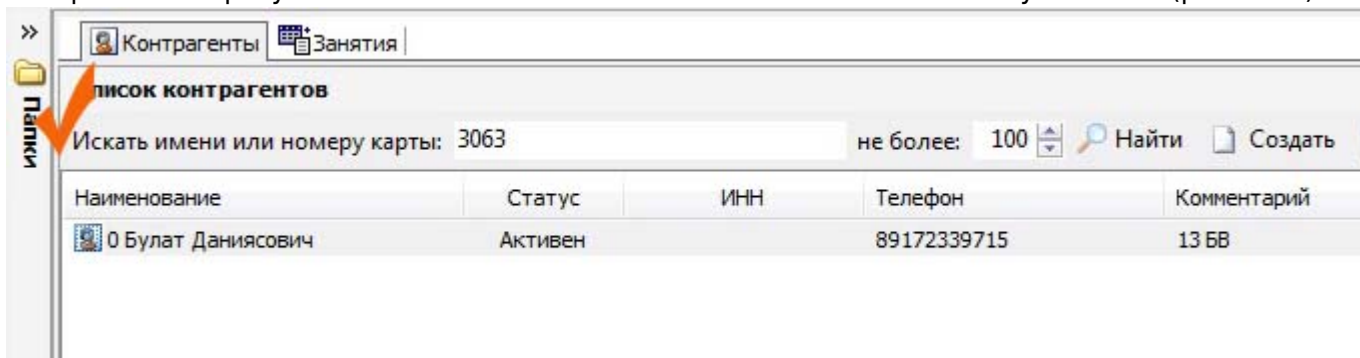 »
Папки
Контрагенты Занятия
писок контрагентов
Искать имени или номеру карты: 3063 не более: 100 Найти Создать
Наименование Статус ИНН Телефон Комментарий
0 Булат Даниясович Активен 89172339715 13 БВ